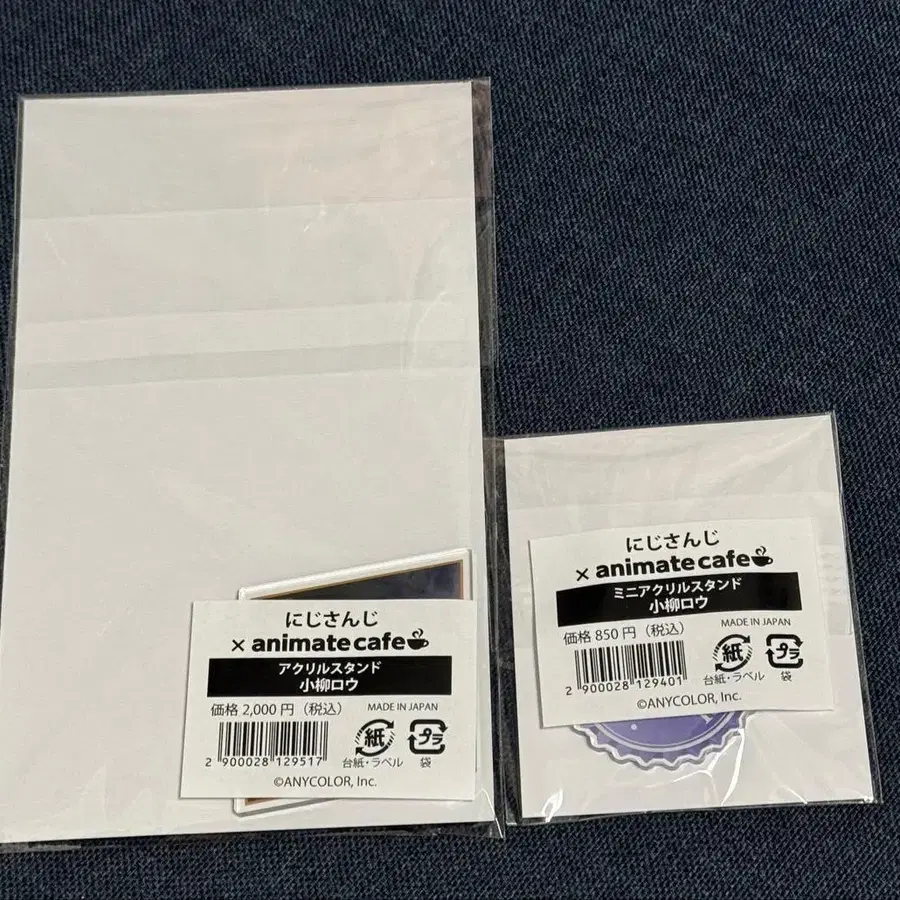 にじさんじ
× animatecafe
アクリルスタンド
小柳ロウ
価格 2,000 円（税込）
MADE IN JAPAN
2 900028 129517
紙
台紙・ラベル
プラ
袋
©ANYCOLOR, Inc.
にじさんじ
× animatecafe
ミニアクリルスタンド
小柳ロウ
価格 850 円（税込）
MADE IN JAPAN
2 900028 129401
紙
台紙・ラベル
プラ
袋
©ANYCOLOR, Inc.